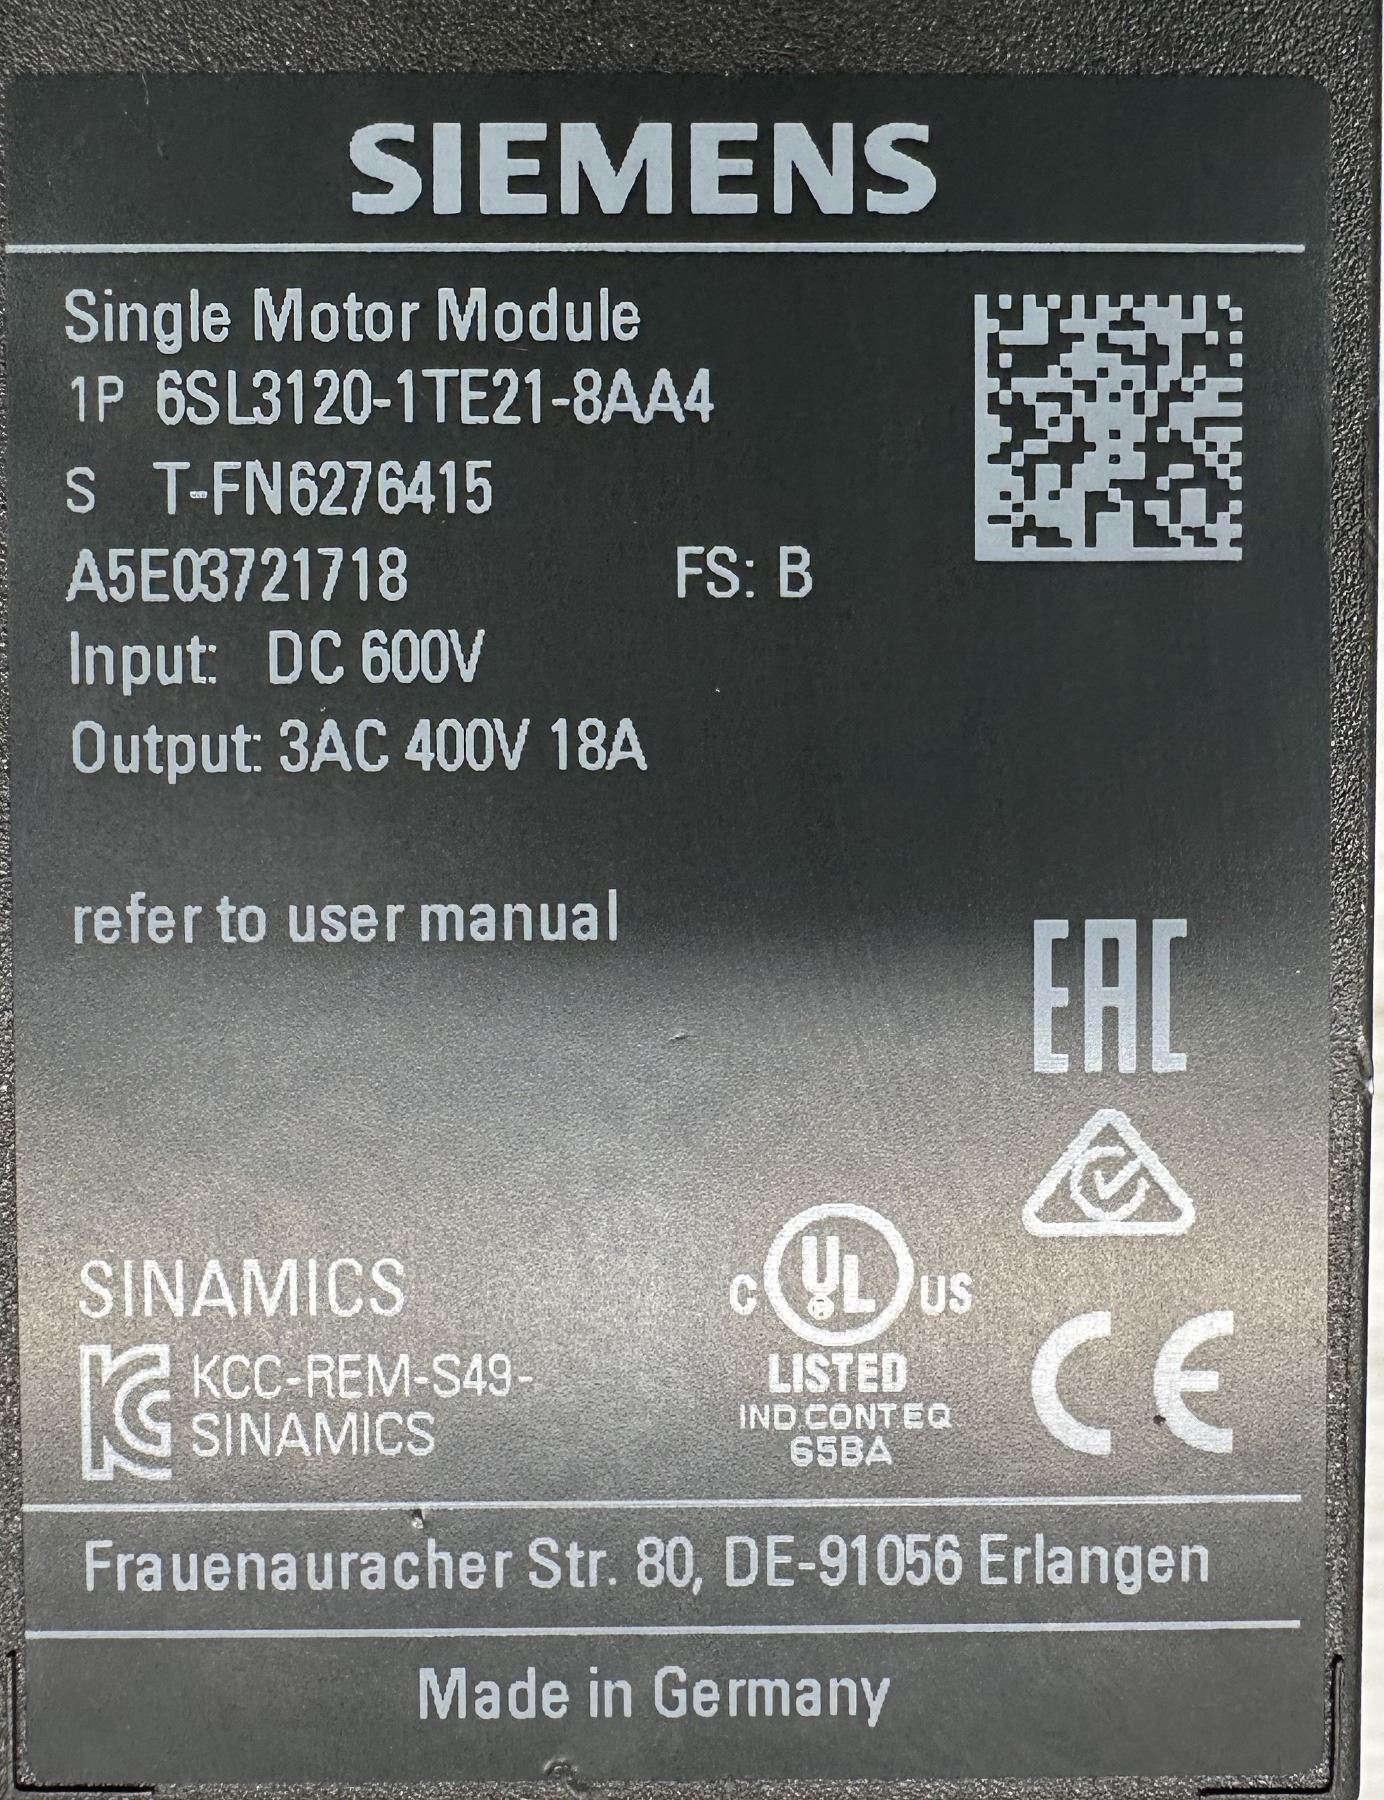 SIEMENS
Single Motor Module
1P 6SL3120-1TE21-8AA4
S T-FN6276415
A5E03721718 FS: B
Input: DC 600V
Output: 3AC 400V 18A
refer to user manual
EAC
SINAMICS
KCC-REM-S49-
SINAMICS
C UL US
LISTED
IND.CONT.EQ
65BA
CE
Frauenauracher Str. 80, DE-91056 Erlangen
Made in Germany